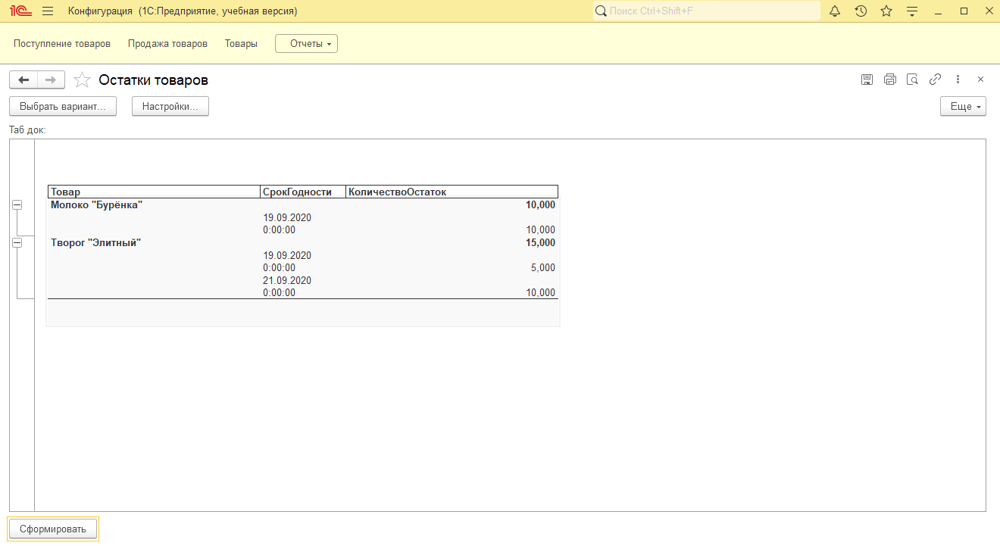 1С Конфигурация (1С:Предприятие, учебная версия) Поиск Ctrl+Shift+F
Поступление товаров Продажа товаров Товары Отчеты
Остатки товаров
Выбрать вариант... Настройки... Еще
Таб док:
Товар СрокГодности КоличествоОстаток
Молоко "Бурёнка" 10,000
19.09.2020
0:00:00 10,000
Творог "Элитный" 15,000
19.09.2020
0:00:00 5,000
21.09.2020
0:00:00 10,000
Сформировать